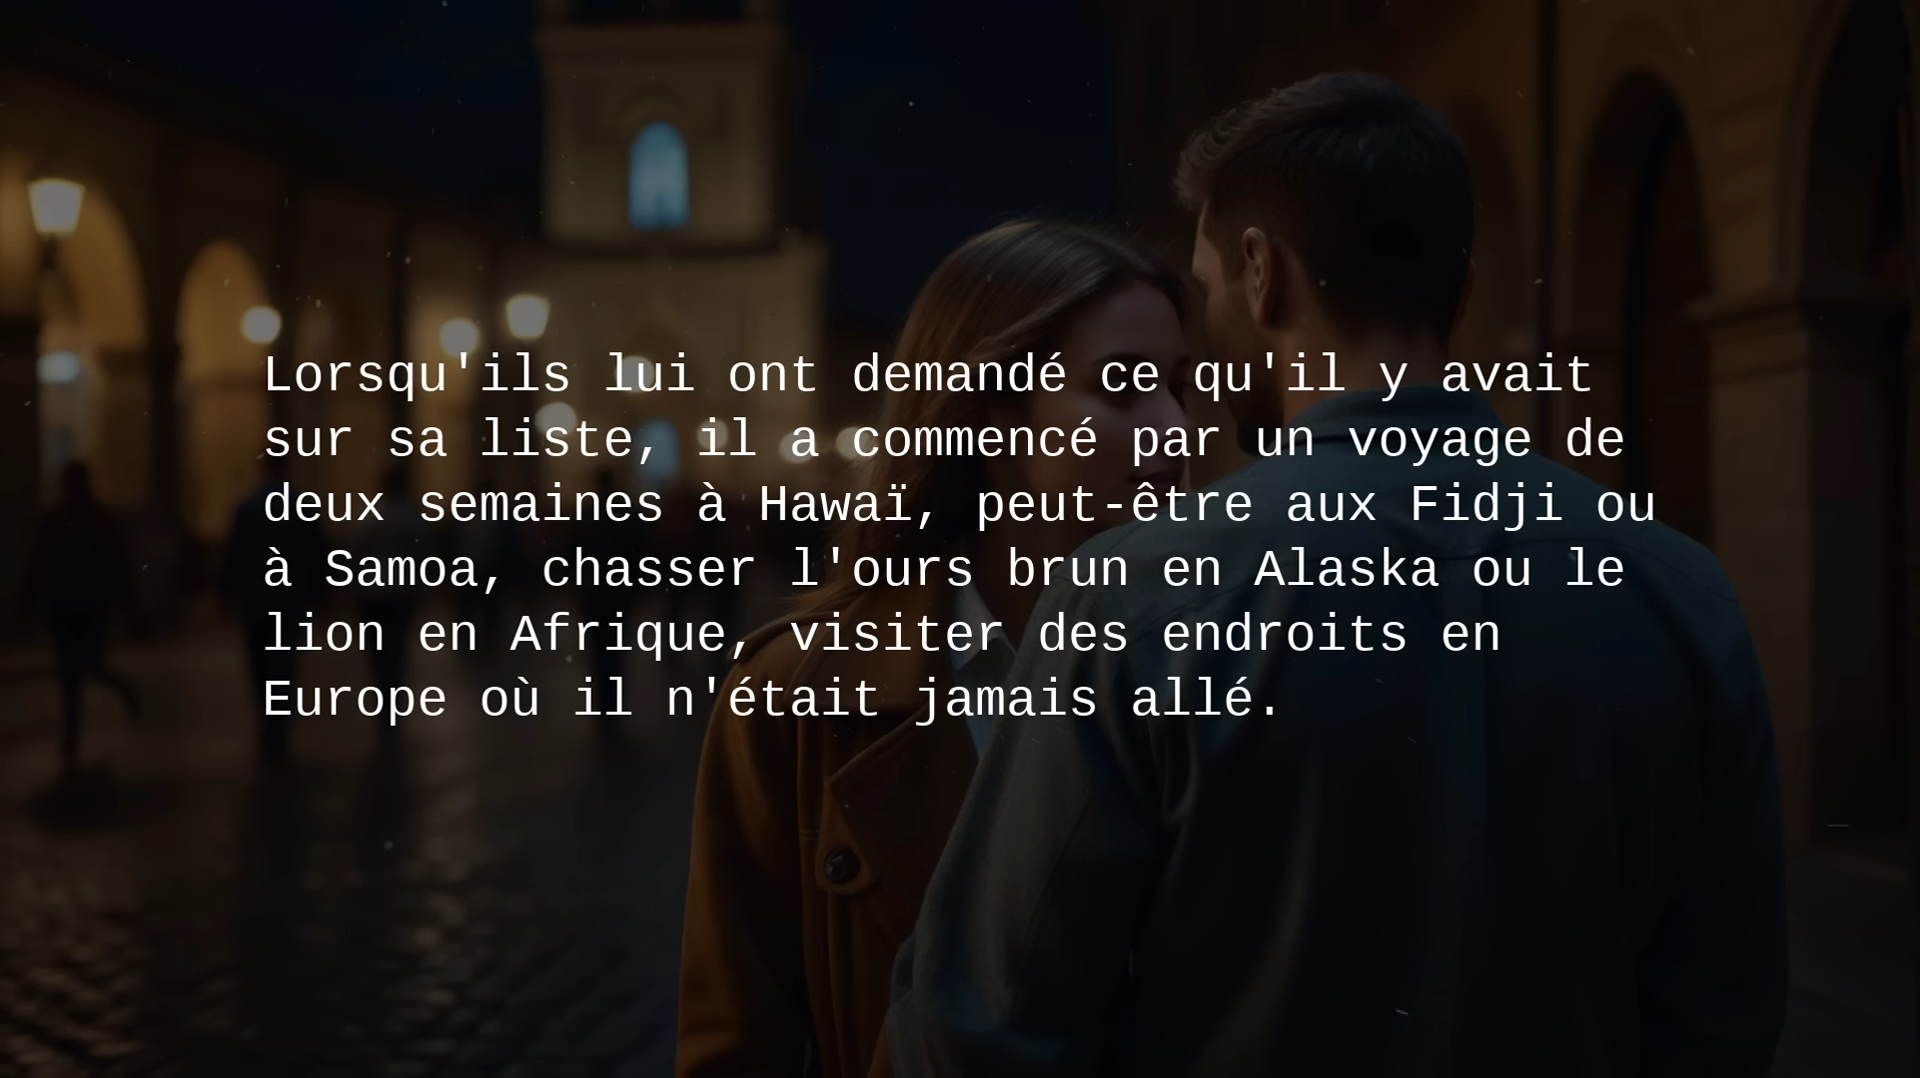 Lorsqu'ils lui ont demandé ce qu'il y avait
sur sa liste, il a commencé par un voyage de
deux semaines à Hawaï, peut-être aux Fidji ou
à Samoa, chasser l'ours brun en Alaska ou le
lion en Afrique, visiter des endroits en
Europe où il n'était jamais allé.